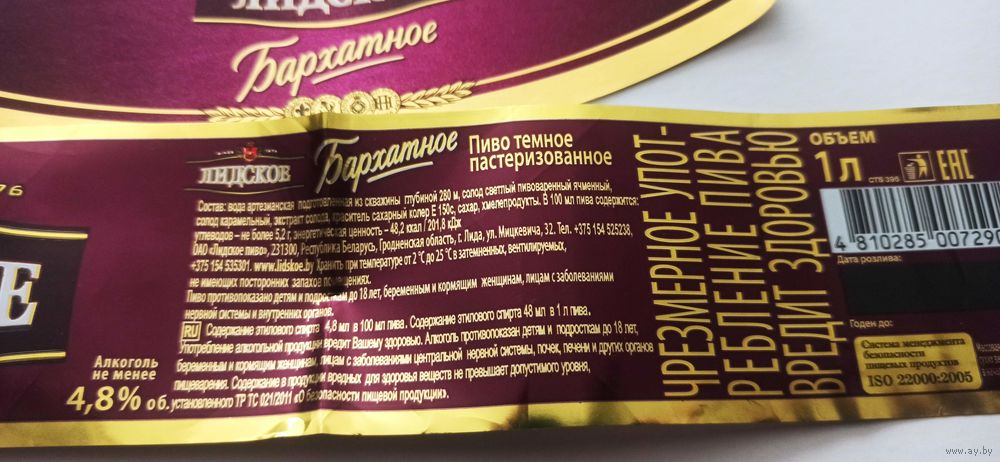 ЛИДСКОЕ
Бархатное
76
Е
Алкоголь
не менее
4,8% об.
ЛИДСКОЕ
Бархатное
Пиво темное
пастеризованное
Состав: вода артезианская подготовленная из скважины глубиной 280 м, солод светлый пивоваренный ячменный,
солод карамельный, экстракт солода, краситель сахарный колер Е 150с, сахар, хмелепродукты. В 100 мл пива содержится:
углеводов – не более 5,2 г, энергетическая ценность – 48,2 ккал / 201,8 кДж
ОАО «Лидское пиво», 231300, Республика Беларусь, Гродненская область, г. Лида, ул. Мицкевича, 32. Тел. +375 154 525238,
+375 154 535301. www.lidskoe.by Хранить при температуре от 2 °С до 25 °С в затемненных, вентилируемых,
не имеющих посторонних запахов помещениях.
Пиво противопоказано детям и подросткам до 18 лет, беременным и кормящим женщинам, лицам с заболеваниями
нервной системы и внутренних органов.
RU Содержание этилового спирта 4,8 мл в 100 мл пива. Содержание этилового спирта 48 мл в 1 л пива.
Употребление алкогольной продукции вредит Вашему здоровью. Алкоголь противопоказан детям и подросткам до 18 лет,
беременным и кормящим женщинам, лицам с заболеваниями центральной нервной системы, почек, печени и других органов
пищеварения. Содержание в продукции вредных для здоровья веществ не превышает допустимого уровня,
установленного ТР ТС 021/2011 «О безопасности пищевой продукции».
ЧРЕЗМЕРНОЕ УПОТ-
РЕБЛЕНИЕ ПИВА
ВРЕДИТ ЗДОРОВЬЮ
ОБЪЕМ
1 л
СТБ 395
ЕАС
4 810285 007290
Дата розлива:
Годен до:
Система менеджмента
безопасности
пищевых продуктов
ISO 22000:2005
www.ay.by